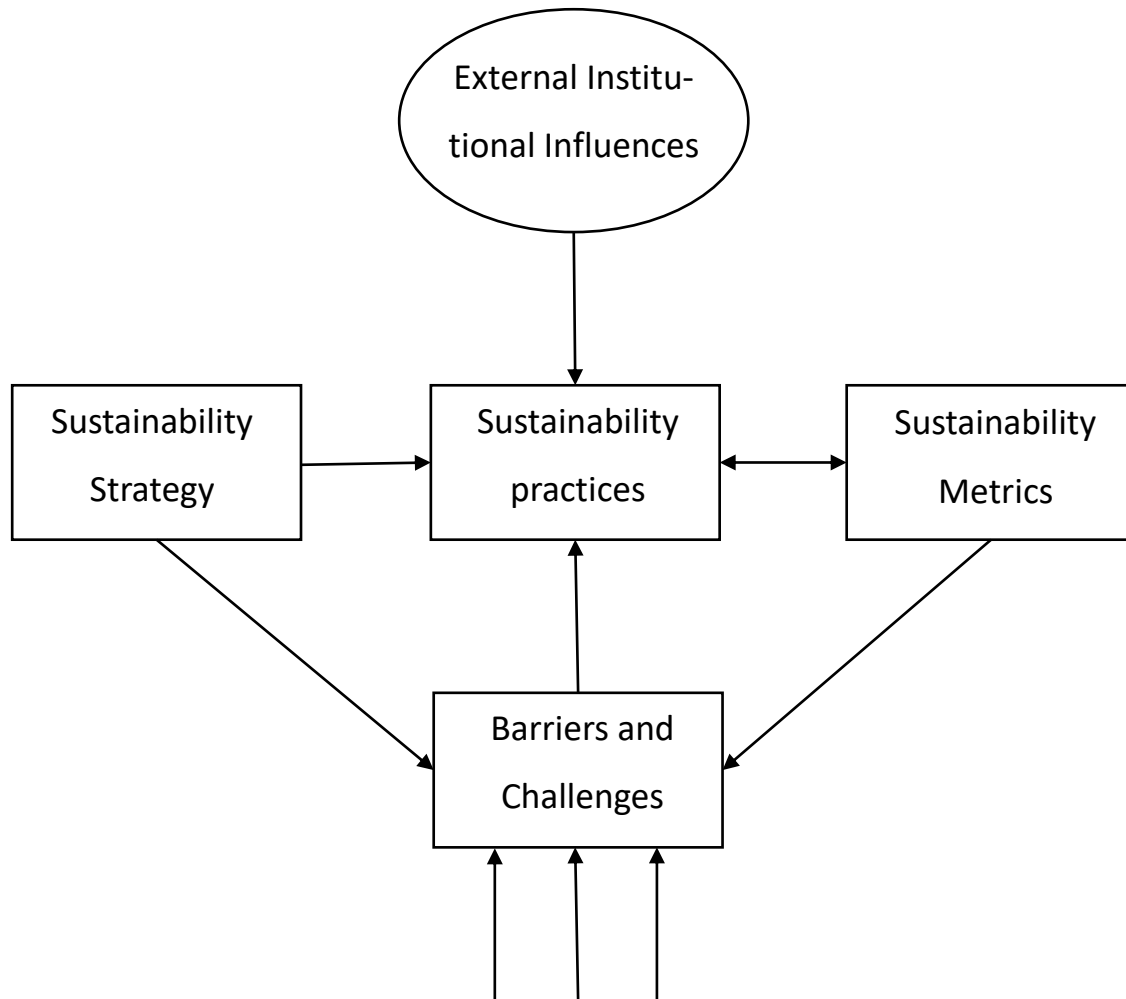 External Institu-
tional Influences
Sustainability
Strategy
Sustainability
practices
Sustainability
Metrics
Barriers and
Challenges